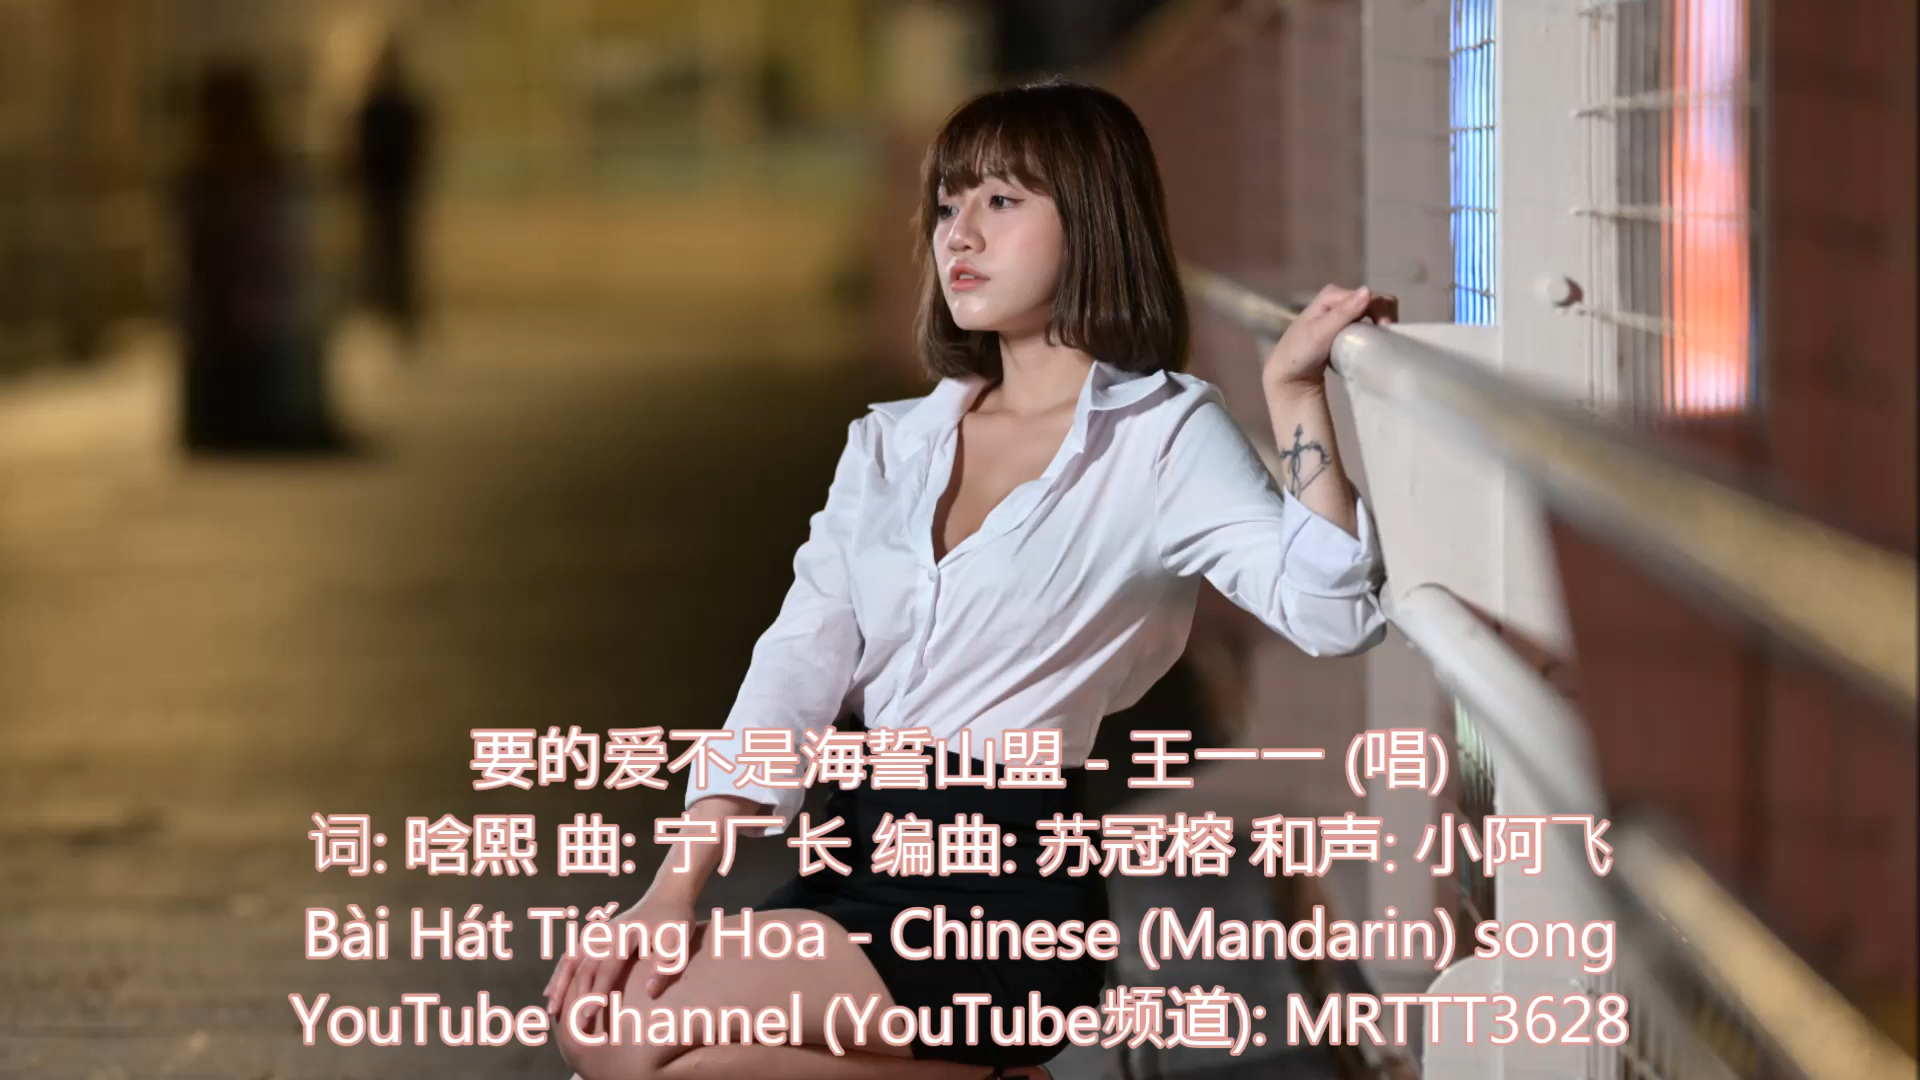 要的爱不是海誓山盟 - 王一一 (唱)
词: 晗熙 曲: 宁厂长 编曲: 苏冠榕 和声: 小阿飞
Bài Hát Tiếng Hoa - Chinese (Mandarin) song
YouTube Channel (YouTube频道): MRTTT3628